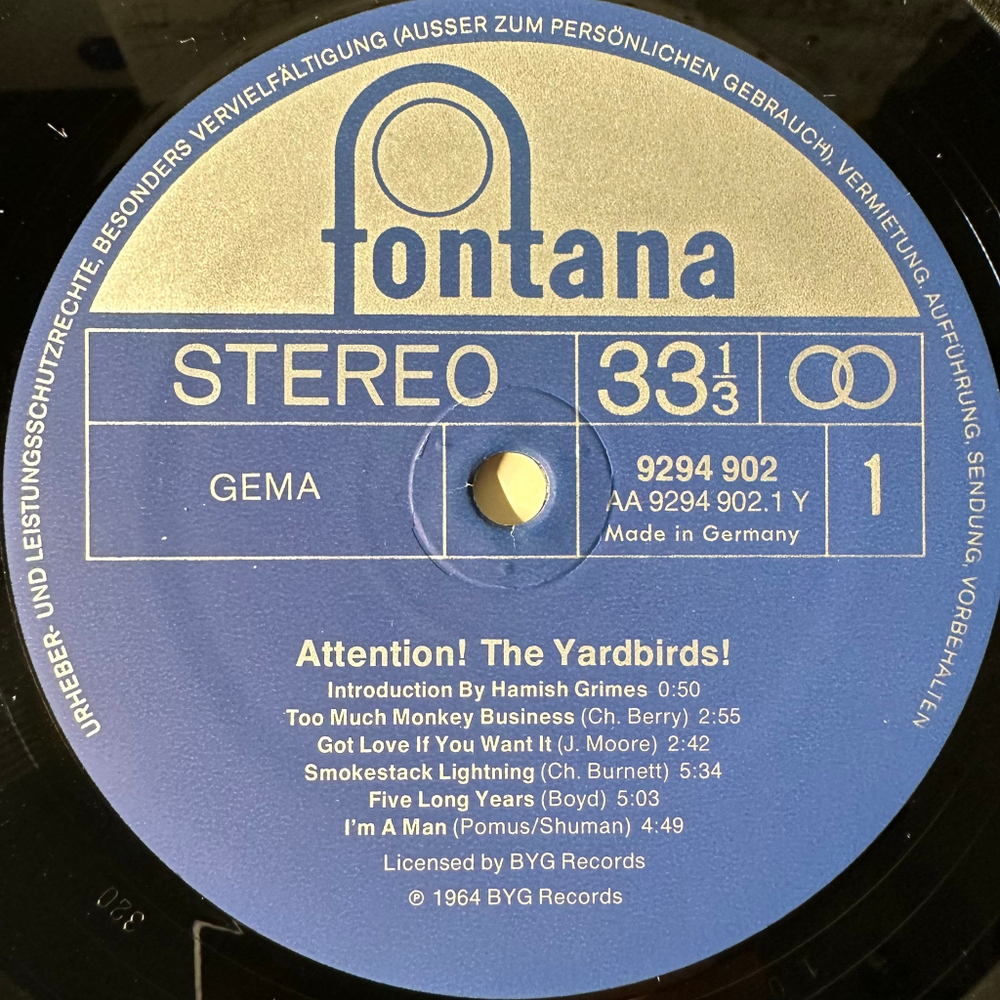 URHEBER- UND LEISTUNGSSCHUTZRECHTE, BESONDERS VERVIELFÄLTIGUNG (AUSSER ZUM PERSÖNLICHEN GEBRAUCH), VERMIETUNG, AUFFÜHRUNG, SENDUNG, VORBEHALTEN
fontana
STEREO 33 1/3
GEMA
9294 902
1
AA 9294 902.1 Y
Made in Germany
Attention! The Yardbirds!
Introduction By Hamish Grimes 0:50
Too Much Monkey Business (Ch. Berry) 2:55
Got Love If You Want It (J. Moore) 2:42
Smokestack Lightning (Ch. Burnett) 5:34
Five Long Years (Boyd) 5:03
I'm A Man (Pomus/Shuman) 4:49
Licensed by BYG Records
℗ 1964 BYG Records
320